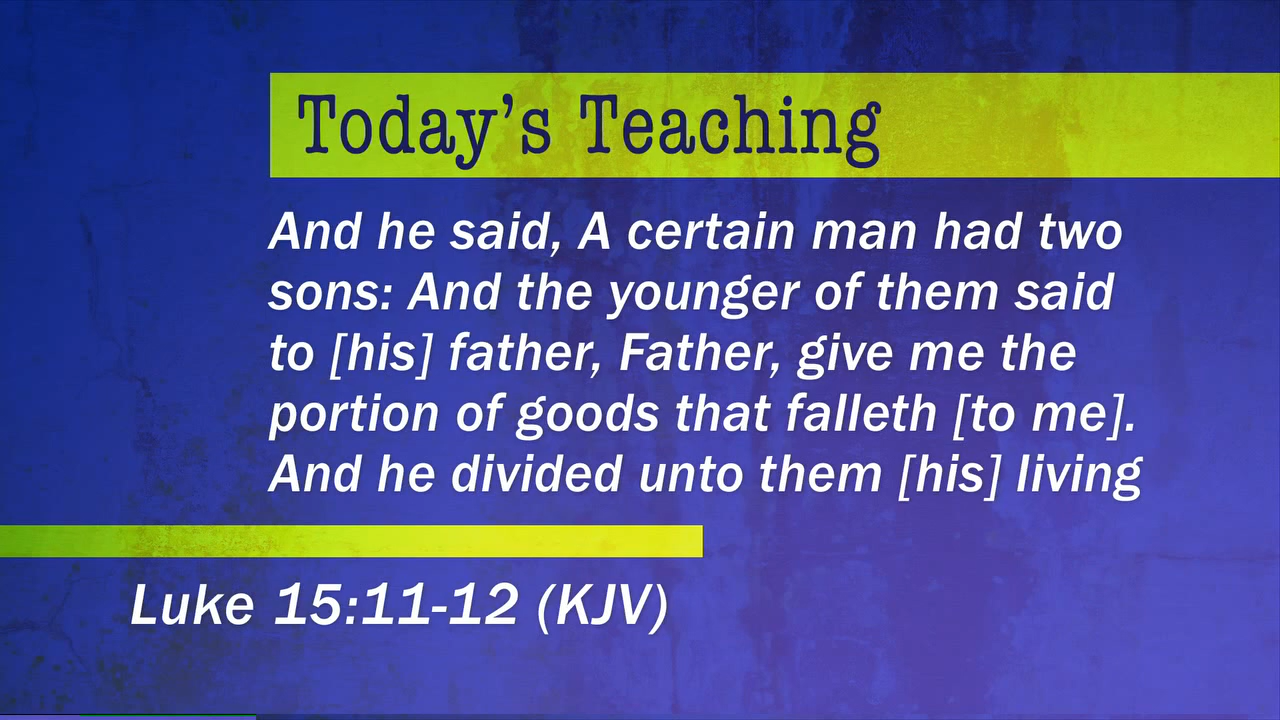 Today’s Teaching
And he said, A certain man had two
sons: And the younger of them said
to [his] father, Father, give me the
portion of goods that falleth [to me].
And he divided unto them [his] living
Luke 15:11-12 (KJV)